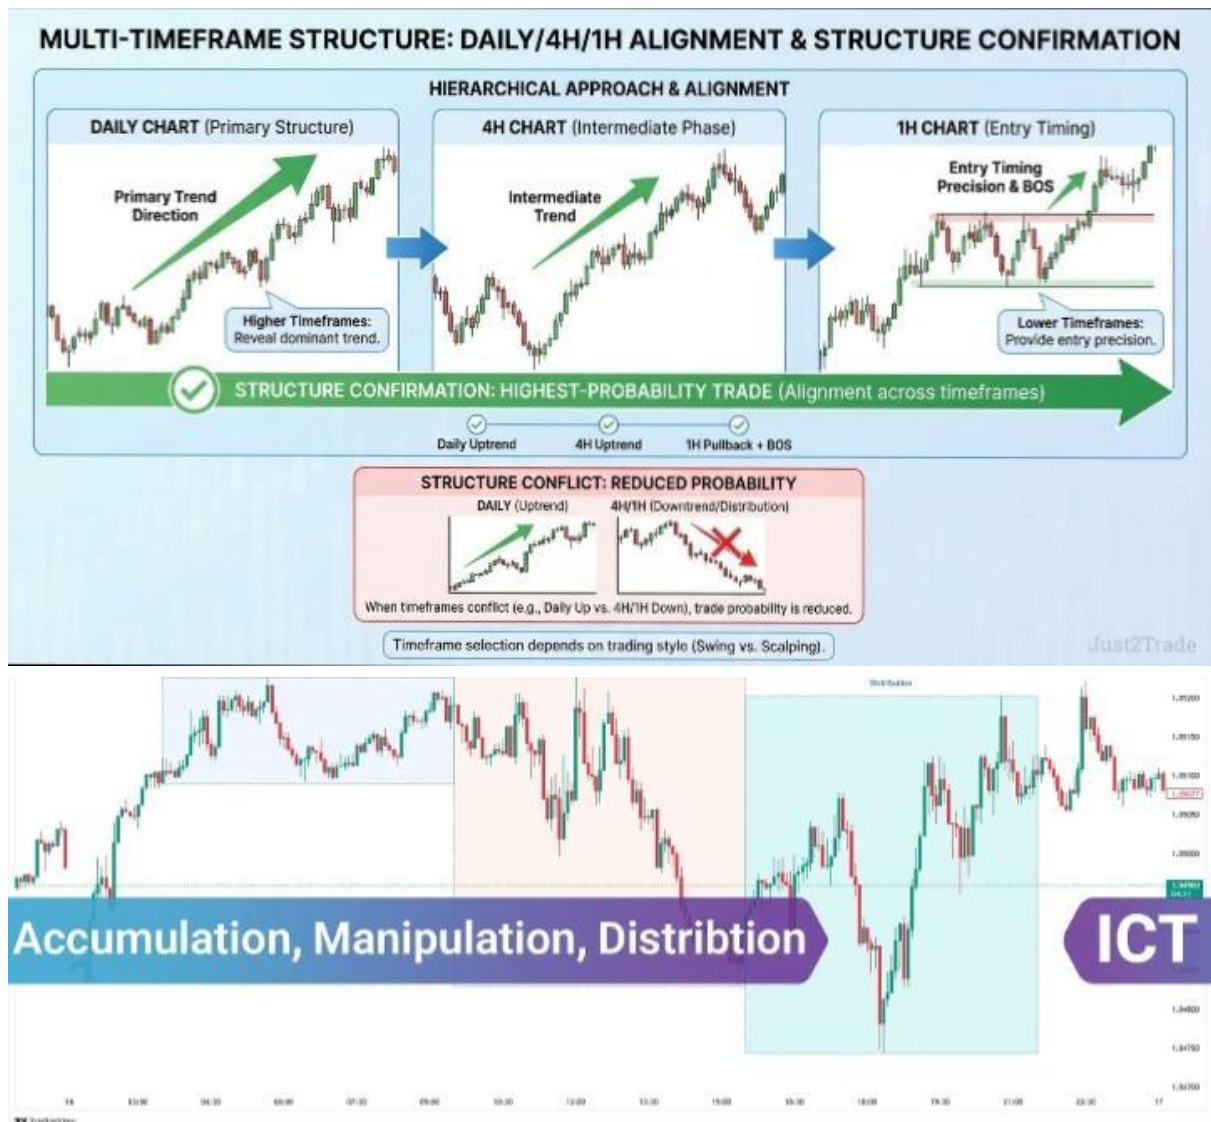 MULTI-TIMEFRAME STRUCTURE: DAILY/4H/1H ALIGNMENT & STRUCTURE CONFIRMATION
HIERARCHICAL APPROACH & ALIGNMENT
DAILY CHART (Primary Structure)
Primary Trend
Direction
Higher Timeframes:
Reveal dominant trend.
4H CHART (Intermediate Phase)
Intermediate
Trend
1H CHART (Entry Timing)
Entry Timing
Precision & BOS
Lower Timeframes:
Provide entry precision.
STRUCTURE CONFIRMATION: HIGHEST-PROBABILITY TRADE (Alignment across timeframes)
Daily Uptrend
4H Uptrend
1H Pullback + BOS
STRUCTURE CONFLICT: REDUCED PROBABILITY
DAILY (Uptrend)
4H/1H (Downtrend/Distribution)
When timeframes conflict (e.g., Daily Up vs. 4H/1H Down), trade probability is reduced.
Timeframe selection depends on trading style (Swing vs. Scalping).
Just2Trade
Distribution
Accumulation, Manipulation, Distribtion
ICT